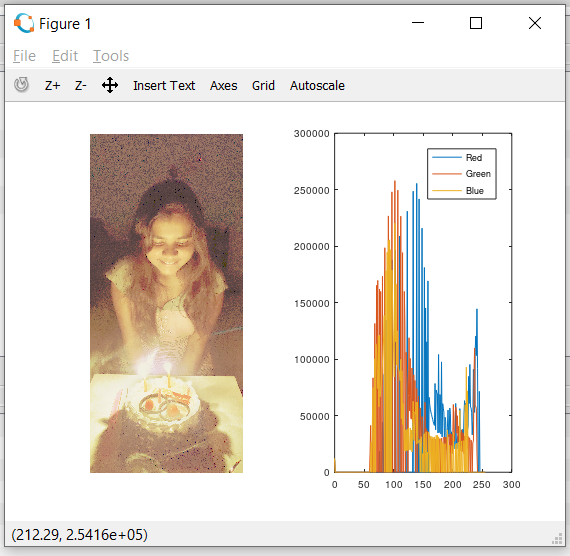 Figure 1
File Edit Tools
Z+ Z- Insert Text Axes Grid Autoscale
300000
250000
200000
150000
100000
50000
0
0 50 100 150 200 250 300
Red
Green
Blue
(212.29, 2.5416e+05)